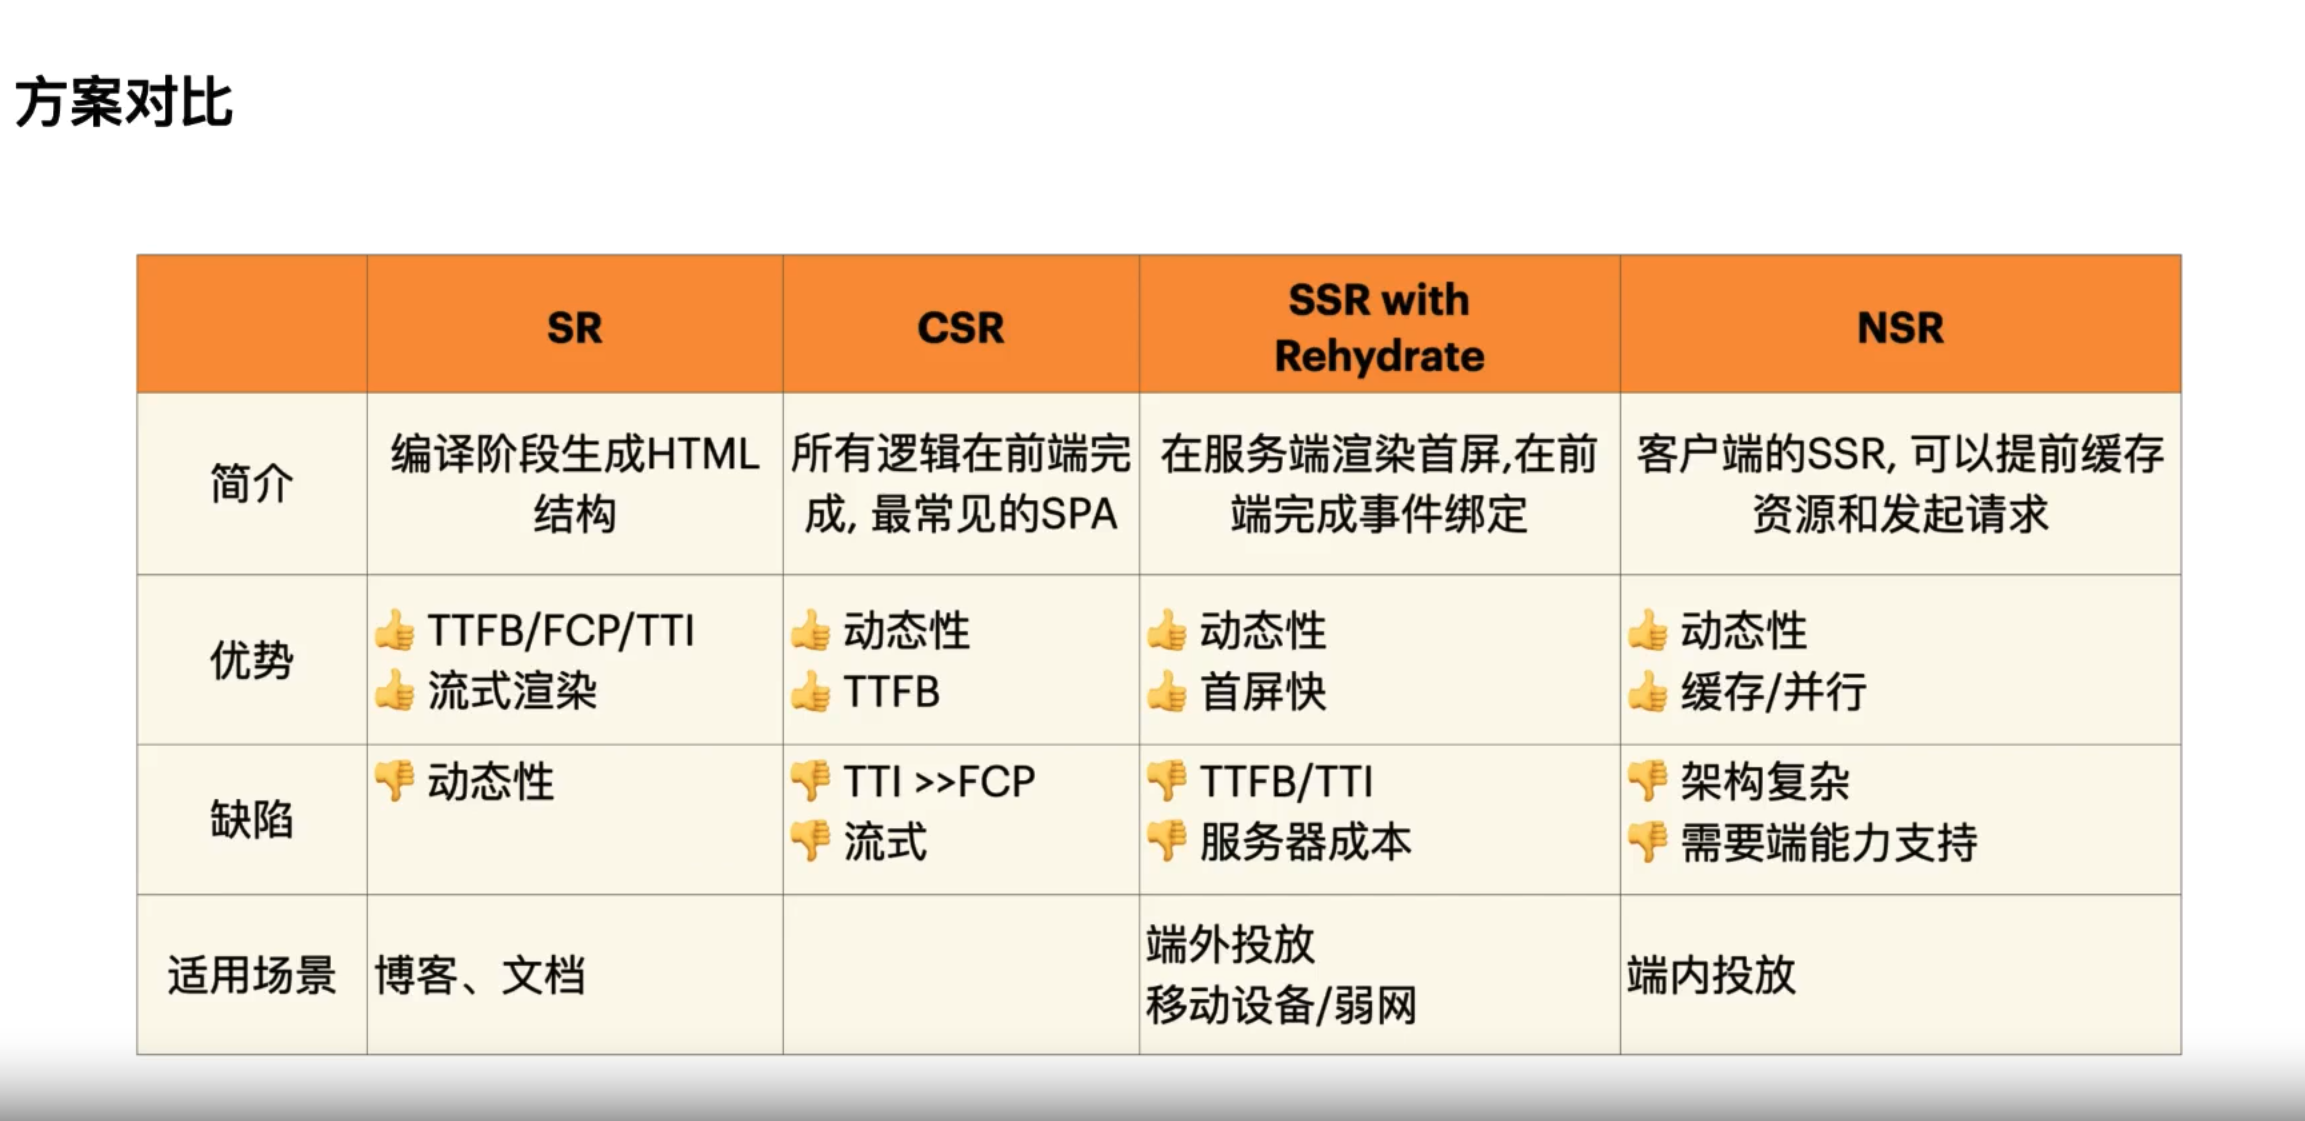 方案对比
SR
CSR
SSR with
Rehydrate
NSR
简介
编译阶段生成HTML
结构
所有逻辑在前端完
成, 最常见的SPA
在服务端渲染首屏,在前
端完成事件绑定
客户端的SSR, 可以提前缓存
资源和发起请求
优势
👍 TTFB/FCP/TTI
👍 流式渲染
👍 动态性
👍 TTFB
👍 动态性
👍 首屏快
👍 动态性
👍 缓存/并行
缺陷
👎 动态性
👎 TTI >>FCP
👎 流式
👎 TTFB/TTI
👎 服务器成本
👎 架构复杂
👎 需要端能力支持
适用场景
博客、文档
端外投放
移动设备/弱网
端内投放